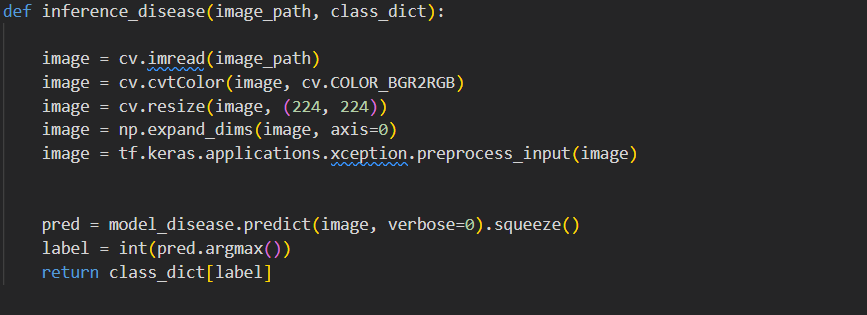 def inference_disease(image_path, class_dict):
image = cv.imread(image_path)
image = cv.cvtColor(image, cv.COLOR_BGR2RGB)
image = cv.resize(image, (224, 224))
image = np.expand_dims(image, axis=0)
image = tf.keras.applications.xception.preprocess_input(image)
pred = model_disease.predict(image, verbose=0).squeeze()
label = int(pred.argmax())
return class_dict[label]